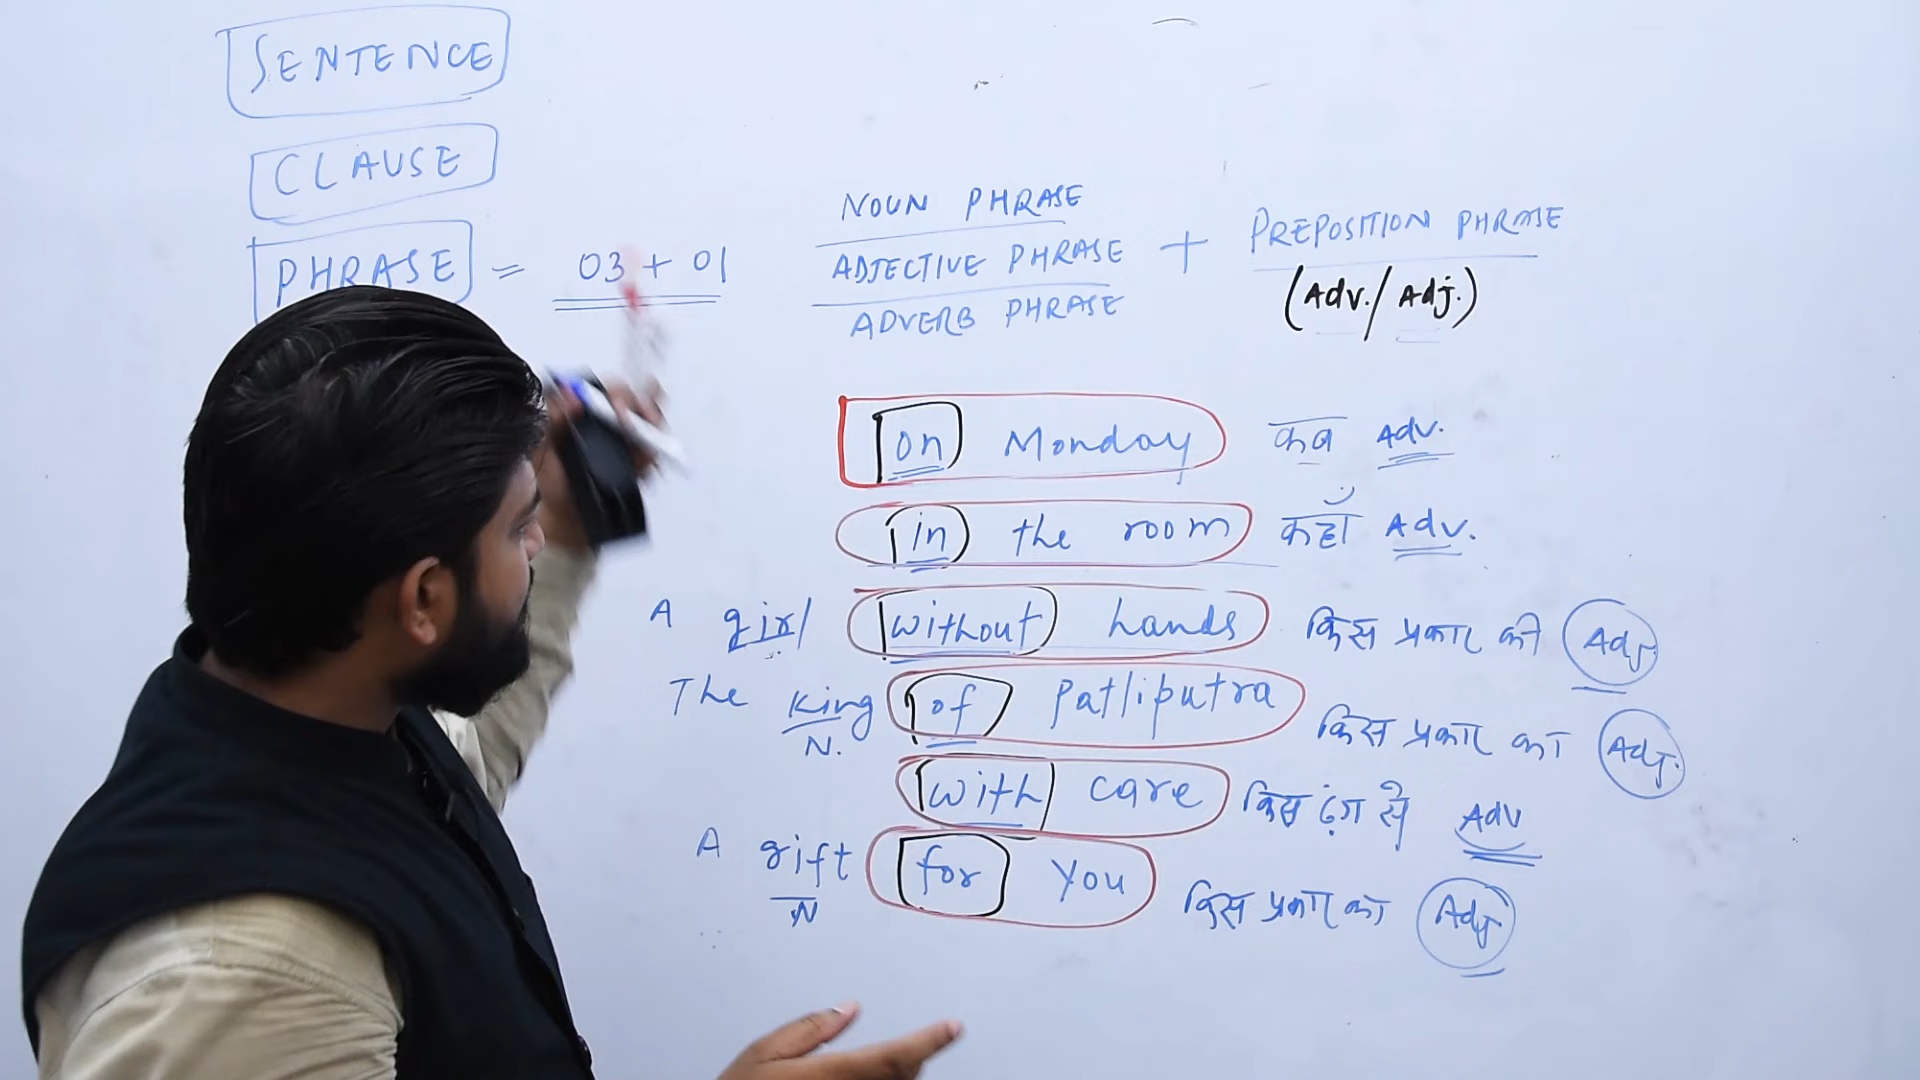 SENTENCE
CLAUSE
PHRASE = 03 + 01
NOUN PHRASE
ADJECTIVE PHRASE + PREPOSITION PHRASE
ADVERB PHRASE (Adv./Adj.)
on Monday कब Adv.
in the room कहाँ Adv.
A girl without hands किस प्रकार की Adj.
The King of Patliputra किस प्रकार का Adj.
N.
with care किस ढंग से Adv
A gift for you किस प्रकार का Adj
N